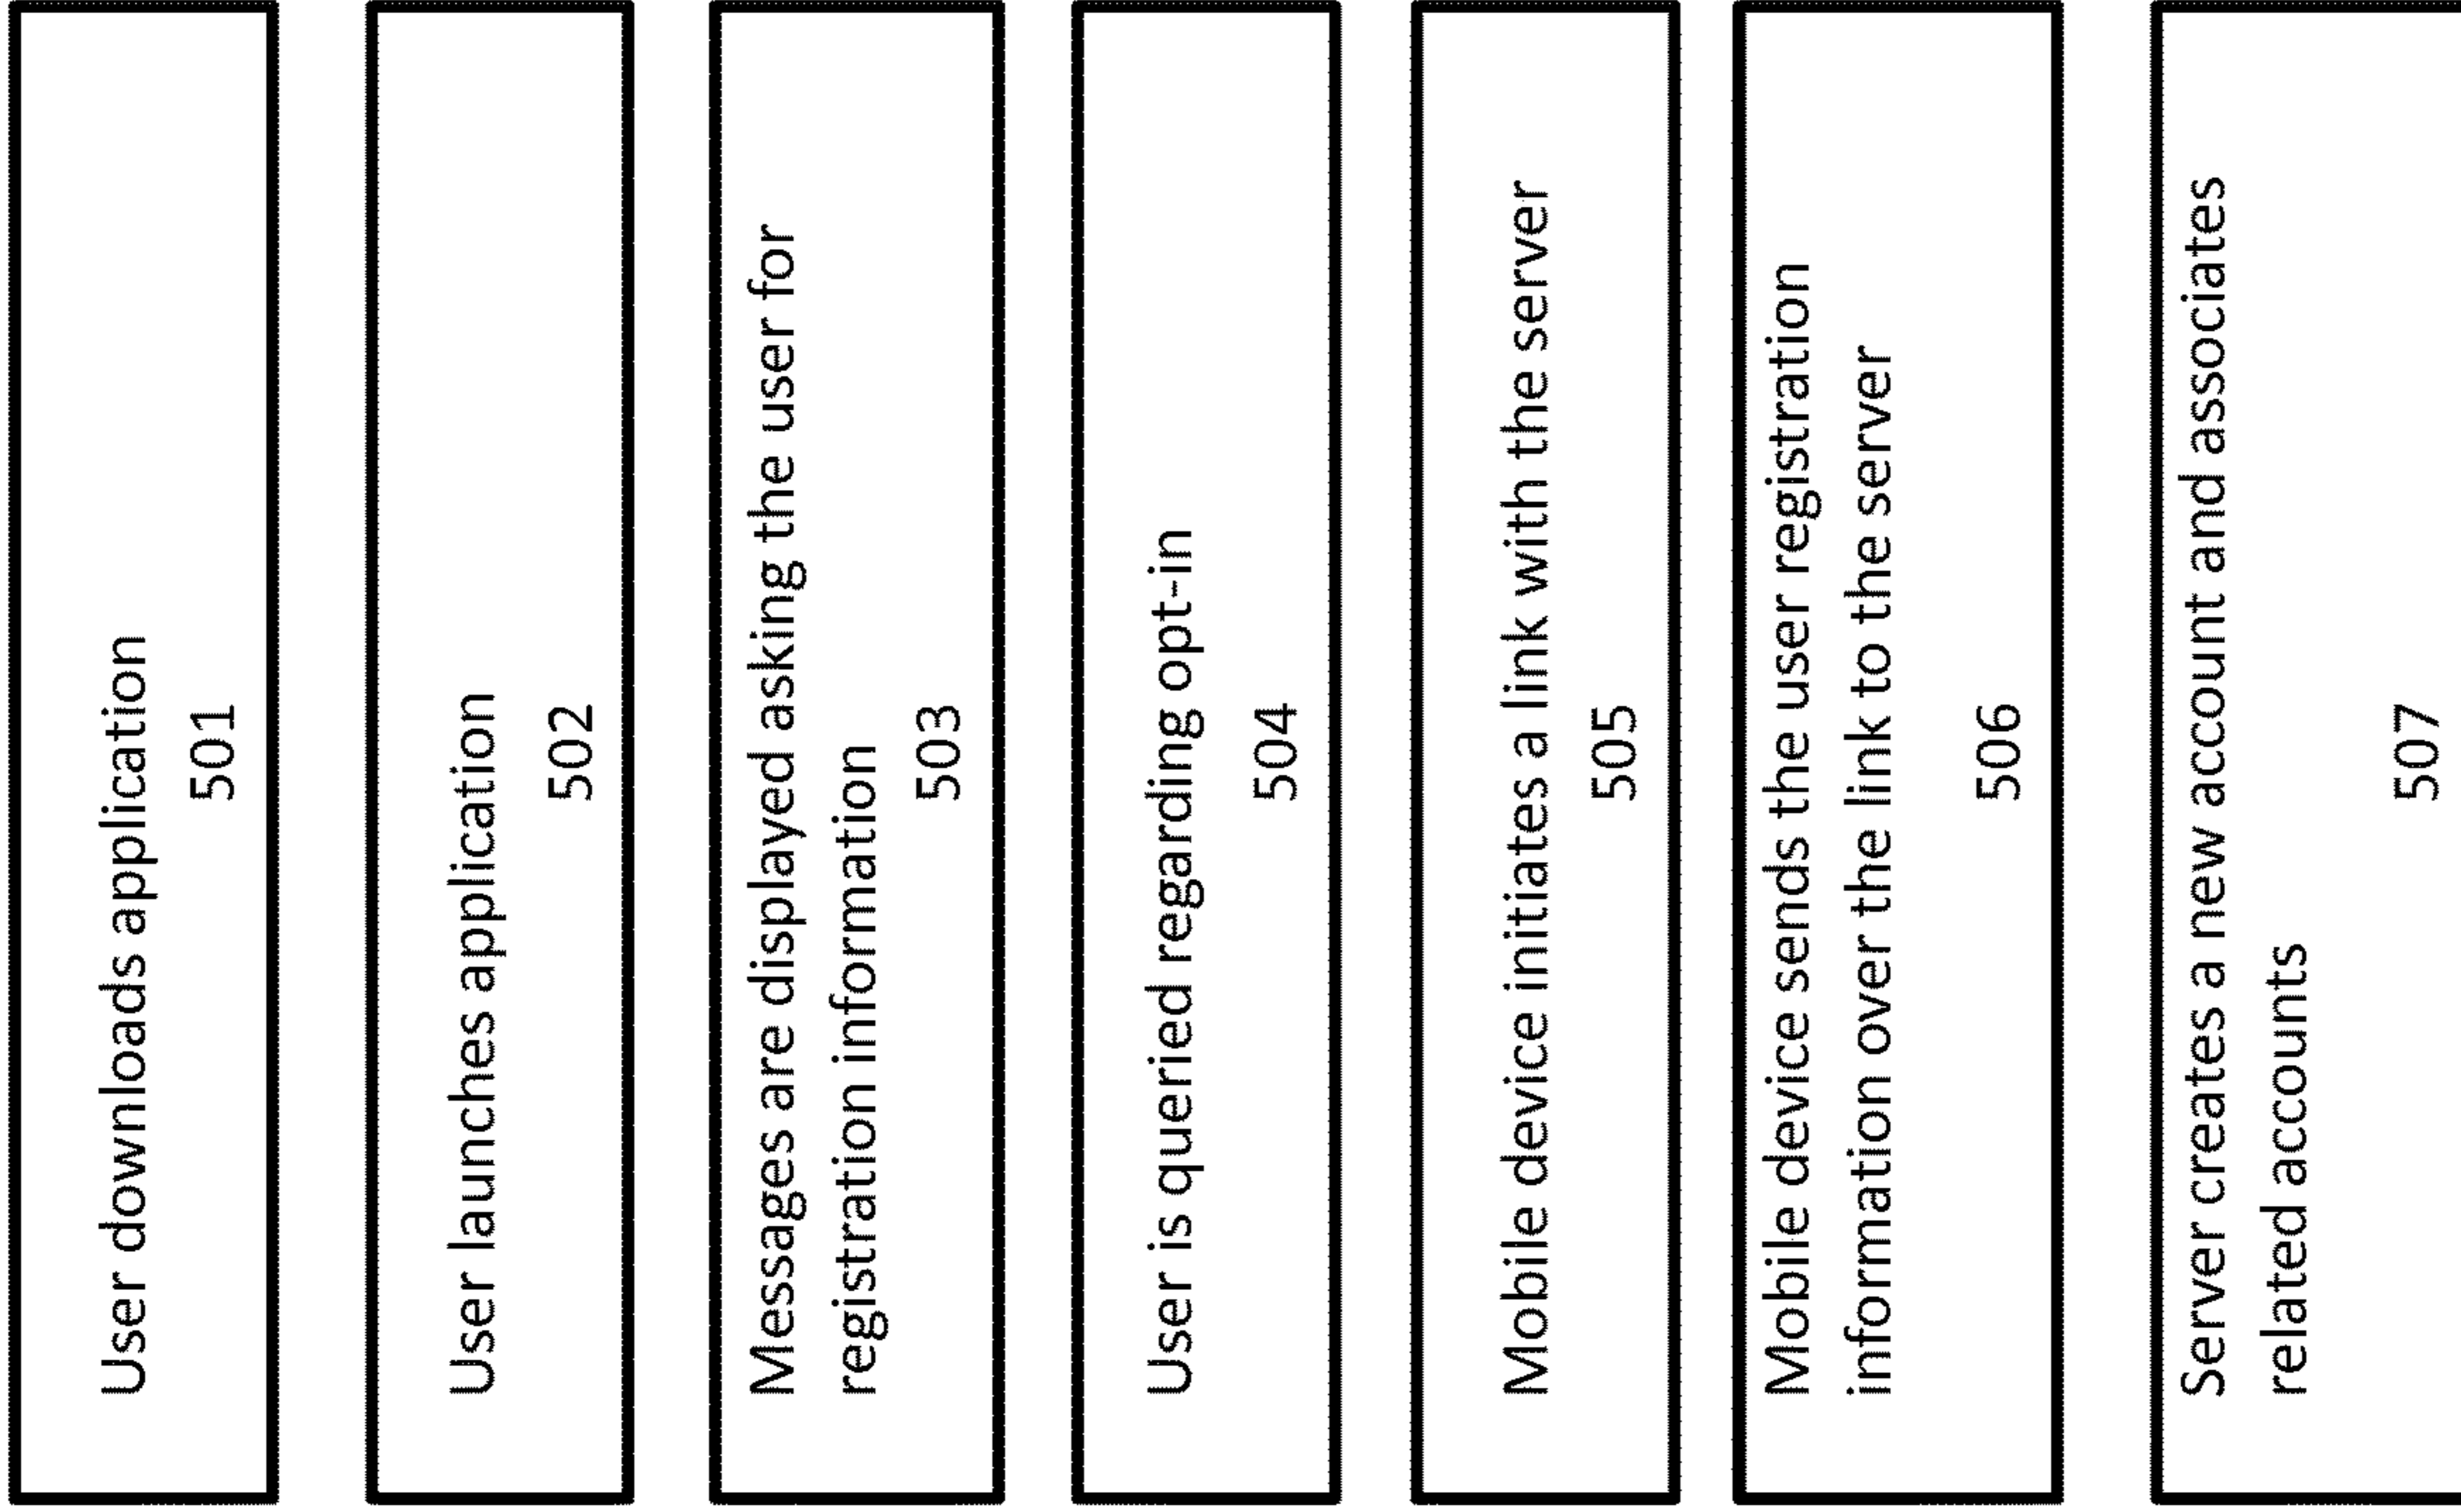 User downloads application
501
User launches application
502
Messages are displayed asking the user for
registration information
503
User is queried regarding opt-in
504
Mobile device initiates a link with the server
505
Mobile device sends the user registration
information over the link to the server
506
Server creates a new account and associates
related accounts
507